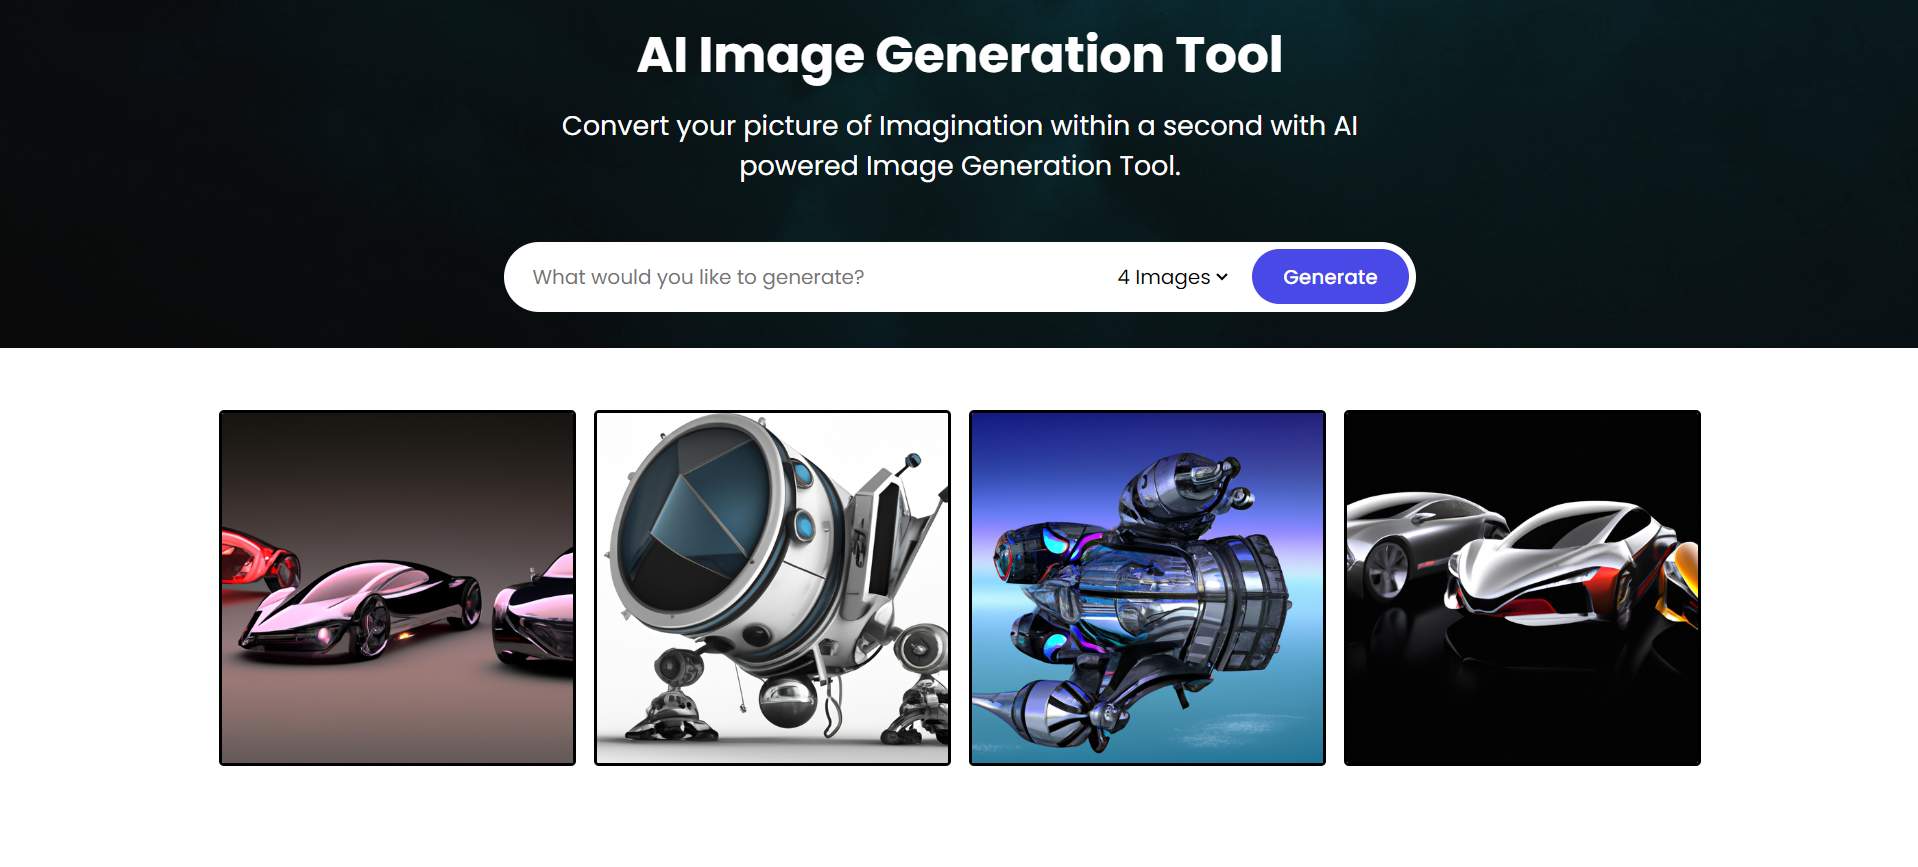 AI Image Generation Tool
Convert your picture of Imagination within a second with AI
powered Image Generation Tool.
What would you like to generate?
4 Images
Generate